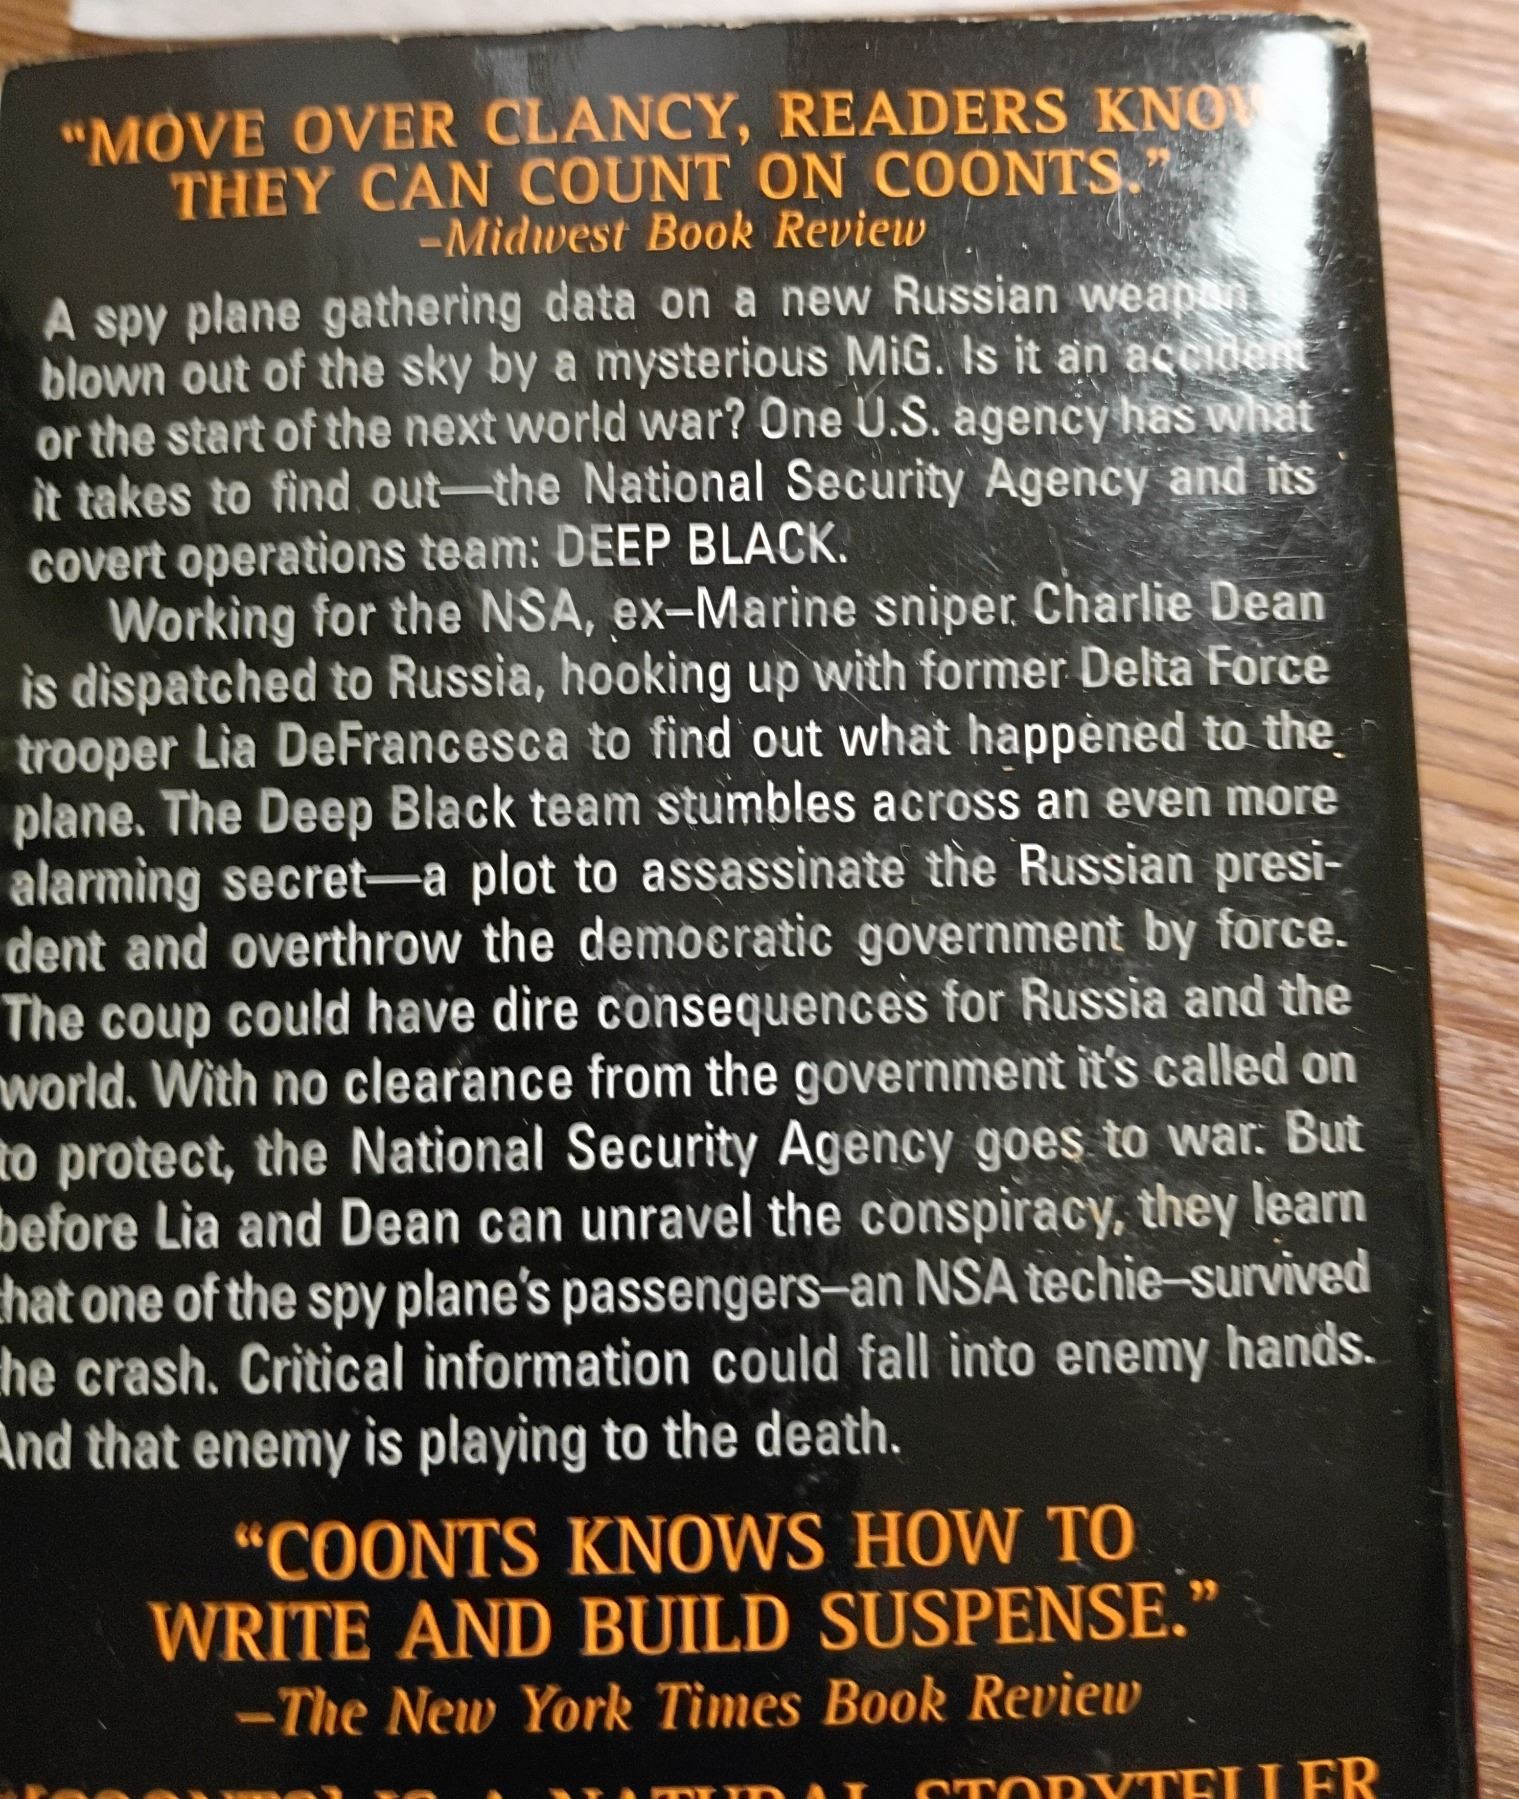 “MOVE OVER CLANCY, READERS KNOW
THEY CAN COUNT ON COONTS.”
–Midwest Book Review
A spy plane gathering data on a new Russian weapon
blown out of the sky by a mysterious MiG. Is it an accident
or the start of the next world war? One U.S. agency has what
it takes to find out—the National Security Agency and its
covert operations team: DEEP BLACK.
Working for the NSA, ex–Marine sniper Charlie Dean
is dispatched to Russia, hooking up with former Delta Force
trooper Lia DeFrancesca to find out what happened to the
plane. The Deep Black team stumbles across an even more
alarming secret—a plot to assassinate the Russian presi-
dent and overthrow the democratic government by force.
The coup could have dire consequences for Russia and the
world. With no clearance from the government it’s called on
to protect, the National Security Agency goes to war. But
before Lia and Dean can unravel the conspiracy, they learn
that one of the spy plane’s passengers–an NSA techie–survived
the crash. Critical information could fall into enemy hands.
And that enemy is playing to the death.
“COONTS KNOWS HOW TO
WRITE AND BUILD SUSPENSE.”
–The New York Times Book Review
“[COONTS] IS A NATURAL STORYTELLER